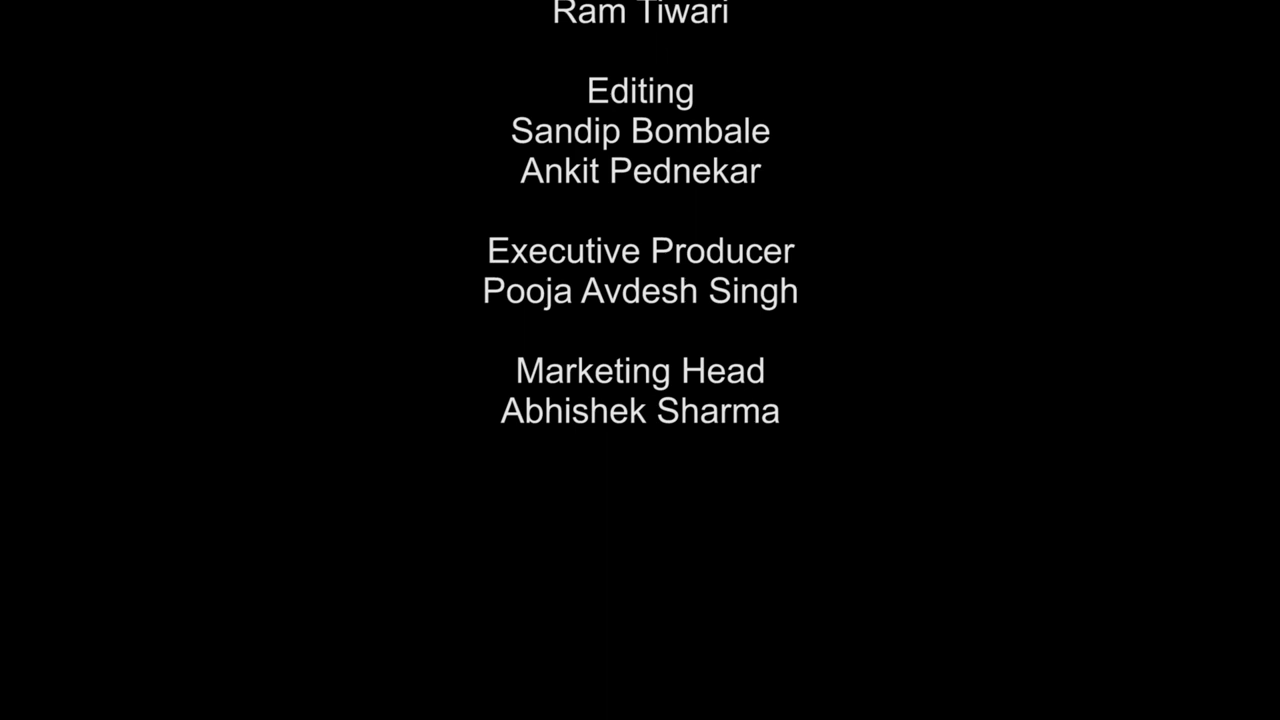 Ram Tiwari
Editing
Sandip Bombale
Ankit Pednekar
Executive Producer
Pooja Avdesh Singh
Marketing Head
Abhishek Sharma